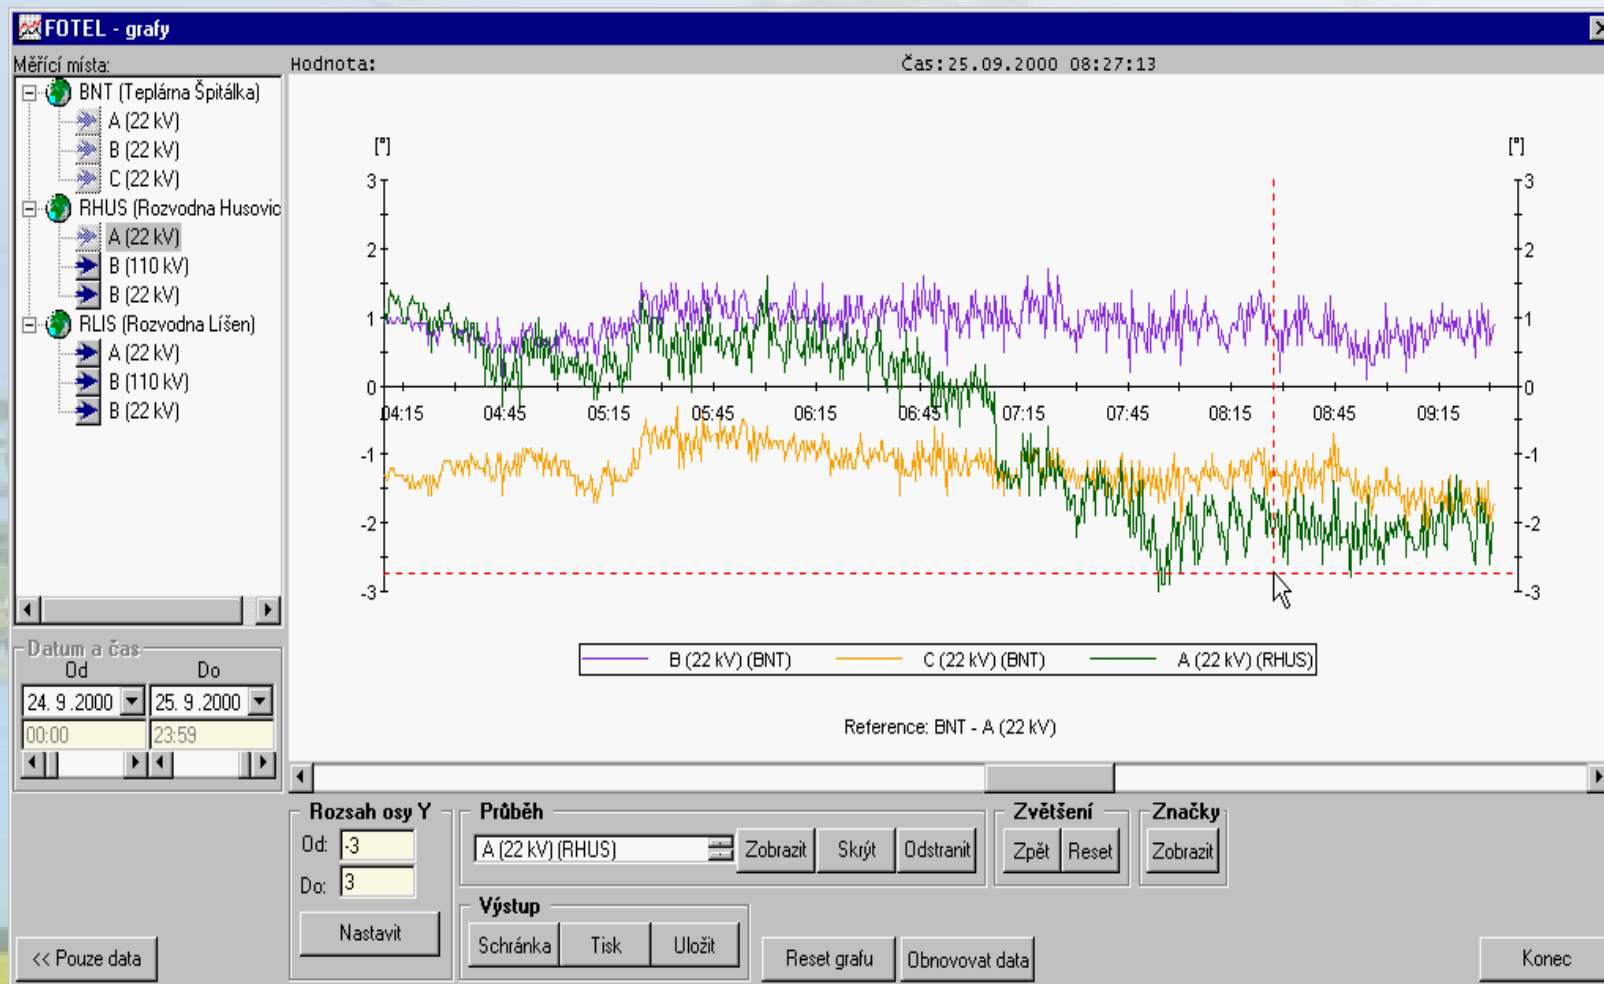 FOTEL - grafy
Měřící místa:
Hodnota:
Čas:25.09.2000 08:27:13
BNT (Teplárna Špitálka)
A (22 kV)
B (22 kV)
C (22 kV)
RHUS (Rozvodna Husovic
A (22 kV)
B (110 kV)
B (22 kV)
RLIS (Rozvodna Líšen)
A (22 kV)
B (110 kV)
B (22 kV)
[°] [°]
3 3
2 2
1 1
0 0
04:15 04:45 05:15 05:45 06:15 06:45 07:15 07:45 08:15 08:45 09:15
-1 -1
-2 -2
-3 -3
B (22 kV) (BNT) C (22 kV) (BNT) A (22 kV) (RHUS)
Reference: BNT - A (22 kV)
Datum a čas
Od Do
24. 9 .2000 25. 9 .2000
00:00 23:59
Rozsah osy Y
Od: -3
Do: 3
Nastavit
Průběh
A (22 kV) (RHUS) Zobrazit Skrýt Odstranit
Zvětšení
Zpět Reset
Značky
Zobrazit
Výstup
Schránka Tisk Uložit
<< Pouze data
Reset grafu
Obnovovat data
Konec